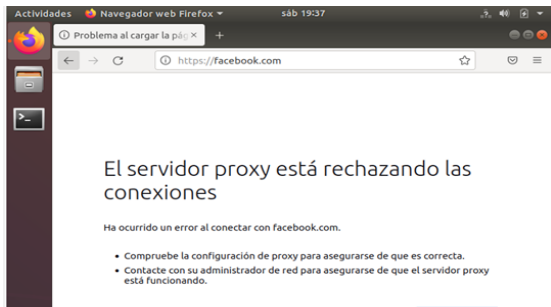 Actividades Navegador web Firefox sáb 19:37
Problema al cargar la pág
https://facebook.com
El servidor proxy está rechazando las
conexiones
Ha ocurrido un error al conectar con facebook.com.
• Compruebe la configuración de proxy para asegurarse de que es correcta.
• Contacte con su administrador de red para asegurarse de que el servidor proxy
está funcionando.